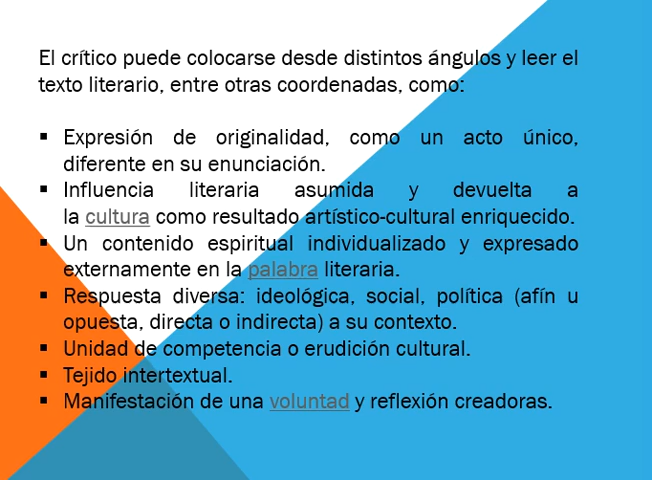 El crítico puede colocarse desde distintos ángulos y leer el
texto literario, entre otras coordenadas, como:
▪ Expresión de originalidad, como un acto único,
diferente en su enunciación.
▪ Influencia literaria asumida y devuelta a
la cultura como resultado artístico-cultural enriquecido.
▪ Un contenido espiritual individualizado y expresado
externamente en la palabra literaria.
▪ Respuesta diversa: ideológica, social, política (afín u
opuesta, directa o indirecta) a su contexto.
▪ Unidad de competencia o erudición cultural.
▪ Tejido intertextual.
▪ Manifestación de una voluntad y reflexión creadoras.